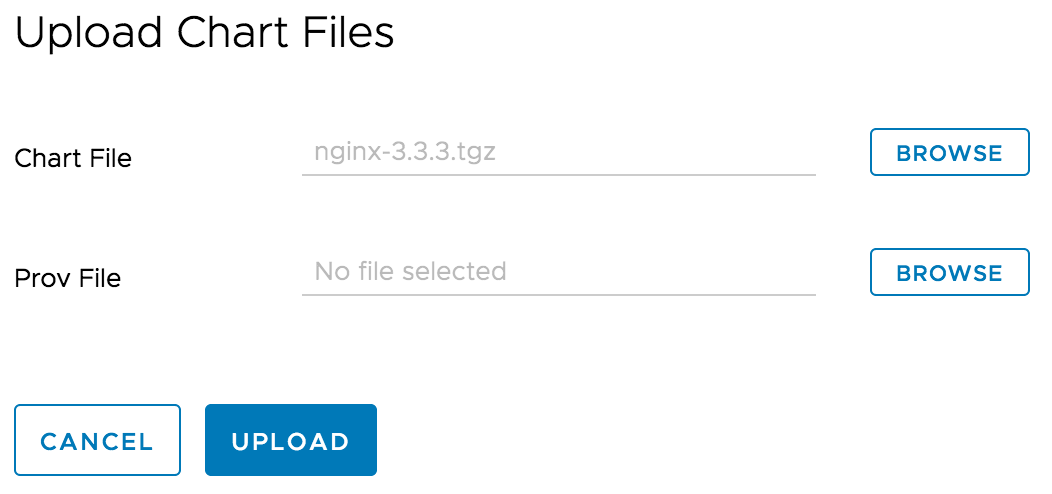 Upload Chart Files
Chart File nginx-3.3.3.tgz BROWSE
Prov File No file selected BROWSE
CANCEL UPLOAD